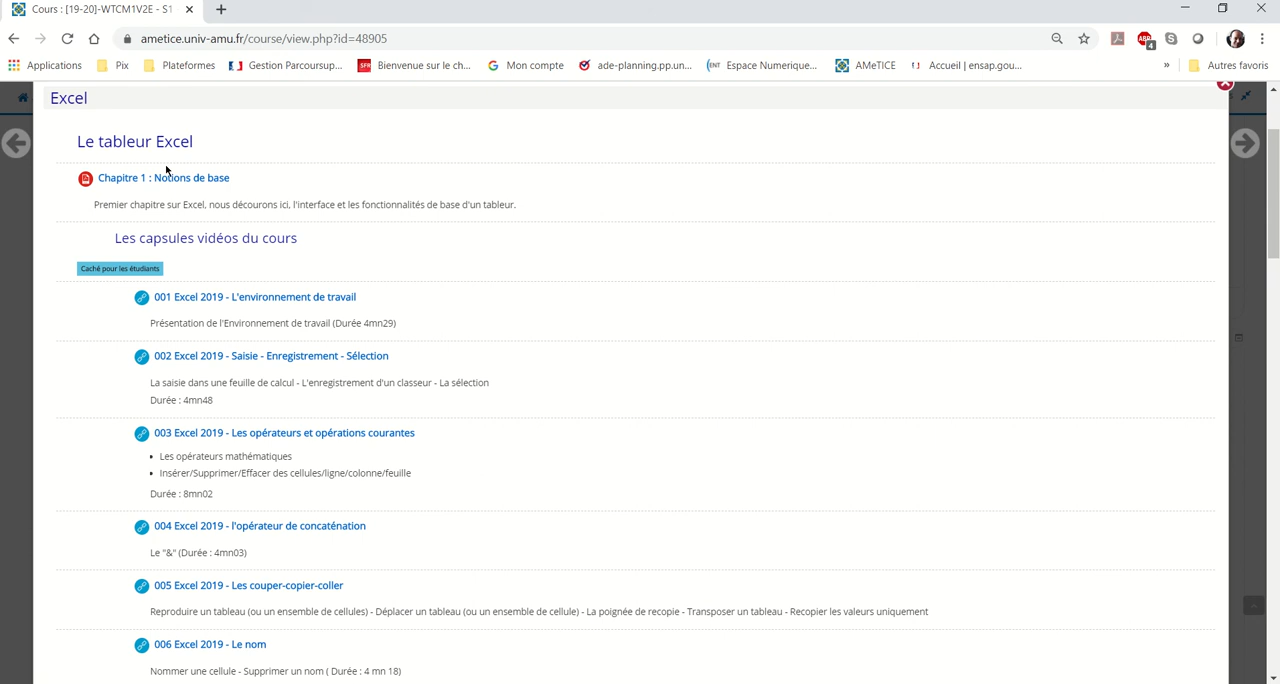 Cours : [19-20]-WTCM1V2E - S1
ametice.univ-amu.fr/course/view.php?id=48905
4
Applications Pix Plateformes Gestion Parcoursup... SFR Bienvenue sur le ch... Mon compte ade-planning.pp.un... ENT Espace Numerique... AMeTICE Accueil | ensap.gou... » Autres favoris
Excel
Le tableur Excel
Chapitre 1 : Notions de base
Premier chapitre sur Excel, nous décourons ici, l'interface et les fonctionnalités de base d'un tableur.
Les capsules vidéos du cours
Caché pour les étudiants
001 Excel 2019 - L'environnement de travail
Présentation de l'Environnement de travail (Durée 4mn29)
002 Excel 2019 - Saisie - Enregistrement - Sélection
La saisie dans une feuille de calcul - L'enregistrement d'un classeur - La sélection
Durée : 4mn48
003 Excel 2019 - Les opérateurs et opérations courantes
Les opérateurs mathématiques
Insérer/Supprimer/Effacer des cellules/ligne/colonne/feuille
Durée : 8mn02
004 Excel 2019 - l'opérateur de concaténation
Le "&" (Durée : 4mn03)
005 Excel 2019 - Les couper-copier-coller
Reproduire un tableau (ou un ensemble de cellules) - Déplacer un tableau (ou un ensemble de cellule) - La poignée de recopie - Transposer un tableau - Recopier les valeurs uniquement
006 Excel 2019 - Le nom
Nommer une cellule - Supprimer un nom ( Durée : 4 mn 18)